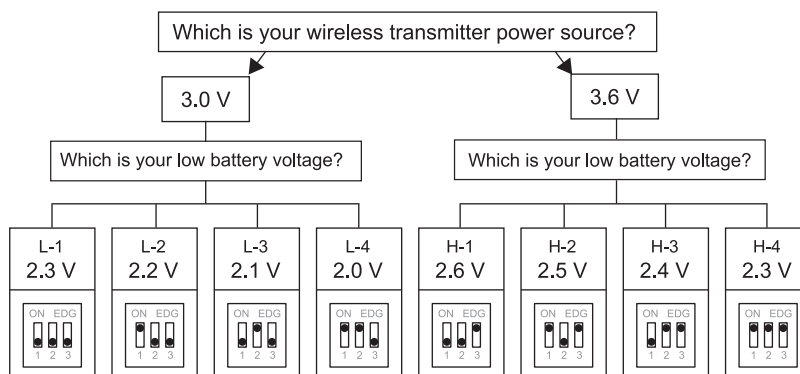 Which is your wireless transmitter power source?
3.0 V
3.6 V
Which is your low battery voltage?
Which is your low battery voltage?
L-1
2.3 V
L-2
2.2 V
L-3
2.1 V
L-4
2.0 V
H-1
2.6 V
H-2
2.5 V
H-3
2.4 V
H-4
2.3 V
ON EDG
1 2 3
ON EDG
1 2 3
ON EDG
1 2 3
ON EDG
1 2 3
ON EDG
1 2 3
ON EDG
1 2 3
ON EDG
1 2 3
ON EDG
1 2 3